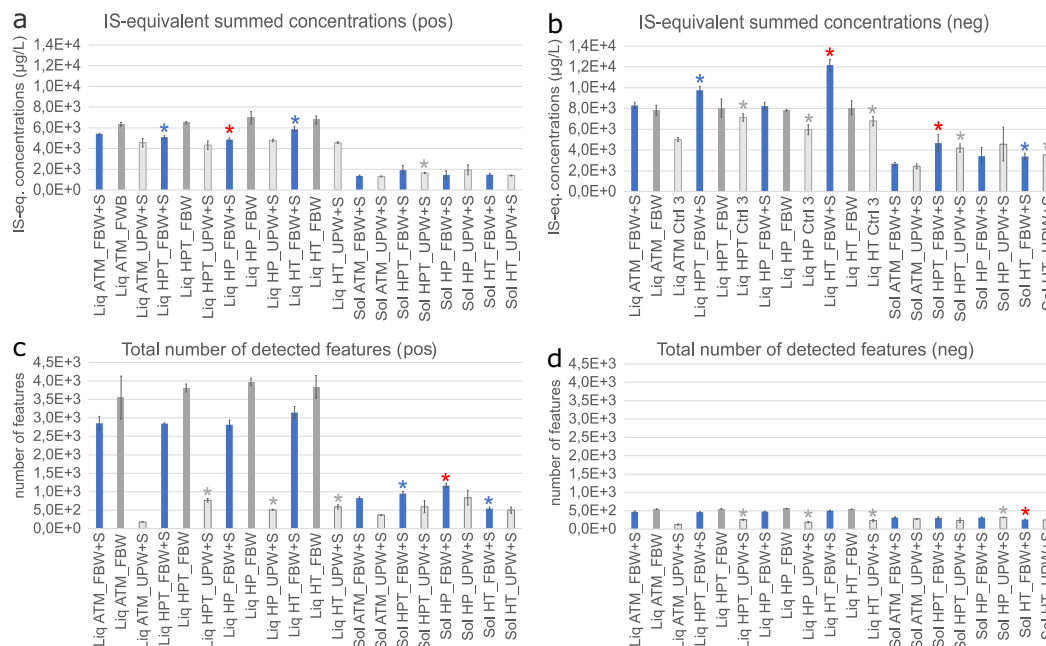 a
IS-equivalent summed concentrations (pos)
IS-eq. concentrations (µg/L)
1,4E+4
1,2E+4
1,0E+4
8,0E+3
6,0E+3
4,0E+3
2,0E+3
0,0E+0
*
*
*
*
Liq ATM_FBW+S
Liq ATM_FWB
Liq ATM_UPW+S
Liq HPT_FBW+S
Liq HPT_FSBW
Liq HPT_UPW+S
Liq HP_FBW+S
Liq HP_FBW
Liq HP_UPW+S
Liq HT_FBW+S
Liq HT_FBW
Liq HT_UPW+S
Sol ATM_FBW+S
Sol ATM_UPW+S
Sol HPT_FBW+S
Sol HPT_UPW+S
Sol HP_FBW+S
Sol HP_UPW+S
Sol HT_FBW+S
Sol HT_UPW+S
b
IS-equivalent summed concentrations (neg)
IS-eq. concentrations (µg/L)
1,4E+4
1,2E+4
1,0E+4
8,0E+3
6,0E+3
4,0E+3
2,0E+3
0,0E+0
*
*
*
*
*
*
*
*
*
Liq ATM_FBW+S
Liq ATM_FBW
Liq ATM Ctrl 3
Liq HPT_FBW+S
Liq HPT_FBW
Liq HPT Ctrl 3
Liq HP_FBW+S
Liq HP_FBW
Liq HP Ctrl 3
Liq HT_FBW+S
Liq HT_FBW
Liq HT Ctrl 3
Sol ATM_FBW+S
Sol ATM_UPW+S
Sol HPT_FBW+S
Sol HPT_UPW+S
Sol HP_FBW+S
Sol HP_UPW+S
Sol HT_FBW+S
Sol HT_UPW+S
c
Total number of detected features (pos)
number of features
4,5E+3
4,0E+3
3,5E+3
3,0E+3
2,5E+3
2,0E+3
1,5E+3
1,0E+3
5,0E+2
0,0E+0
*
*
*
*
*
*
Liq ATM_FBW+S
Liq ATM_FBW
Liq ATM_UPW+S
Liq HPT_FBW+S
Liq HPT_FBW
Liq HPT_UPW+S
Liq HP_FBW+S
Liq HP_FBW
Liq HP_UPW+S
Liq HT_FBW+S
Liq HT_FBW
Liq HT_UPW+S
Sol ATM_FBW+S
Sol ATM_UPW+S
Sol HPT_FBW+S
Sol HPT_UPW+S
Sol HP_FBW+S
Sol HP_UPW+S
Sol HT_FBW+S
Sol HT_UPW+S
d
Total number of detected features (neg)
number of features
4,5E+3
4,0E+3
3,5E+3
3,0E+3
2,5E+3
2,0E+3
1,5E+3
1,0E+3
5,0E+2
0,0E+0
*
*
*
*
*
Liq ATM_FBW+S
Liq ATM_FBW
Liq ATM_UPW+S
Liq HPT_FBW+S
Liq HPT_FBW
Liq HPT_UPW+S
Liq HP_FBW+S
Liq HP_FBW
Liq HP_UPW+S
Liq HT_FBW+S
Liq HT_FBW
Liq HT_UPW+S
Sol ATM_FBW+S
Sol ATM_UPW+S
Sol HPT_FBW+S
Sol HPT_UPW+S
Sol HP_FBW+S
Sol HP_UPW+S
Sol HT_FBW+S
Sol HT_UPW+S